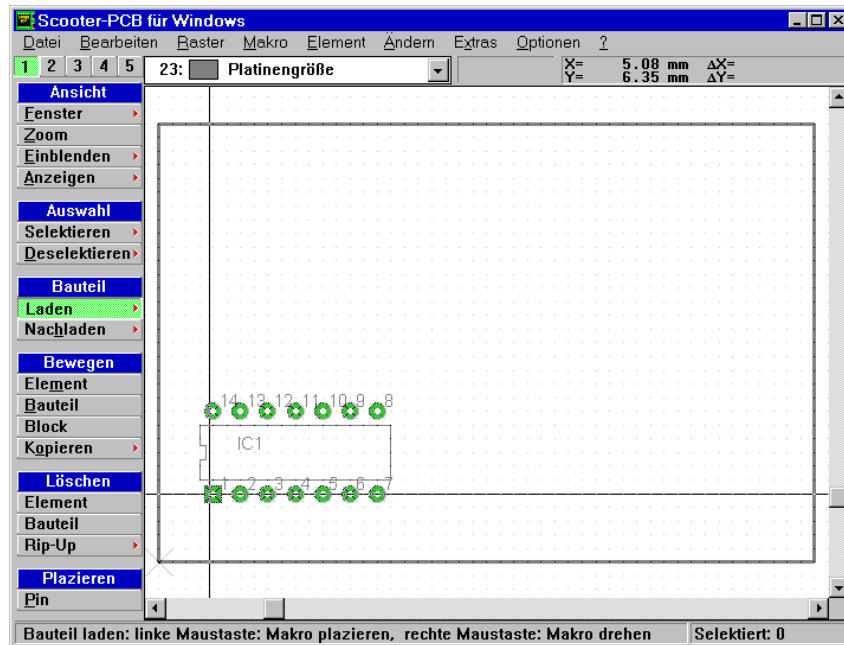 Scooter-PCB für Windows
Datei Bearbeiten Raster Makro Element Ändern Extras Optionen ?
1 2 3 4 5 23: Platinengröße X= 5.08 mm ΔX=
Y= 6.35 mm ΔY=
Ansicht
Fenster
Zoom
Einblenden
Anzeigen
Auswahl
Selektieren
Deselektieren
Bauteil
Laden
Nachladen
Bewegen
Element
Bauteil
Block
Kopieren
Löschen
Element
Bauteil
Rip-Up
Plazieren
Pin
14 13 12 11 10 9 8
IC1
1 2 3 4 5 6 7
Bauteil laden: linke Maustaste: Makro plazieren, rechte Maustaste: Makro drehen Selektiert: 0